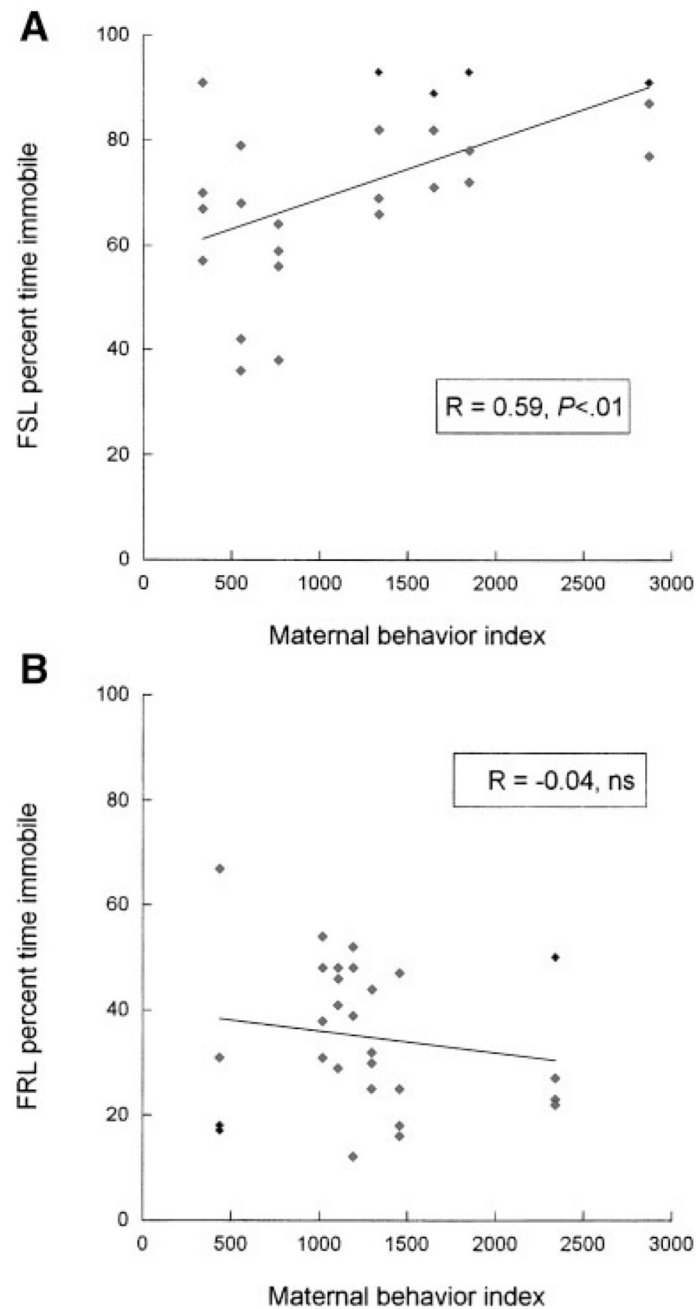 A
100
80
60
40
20
0
FSL percent time immobile
R = 0.59, P<.01
0 500 1000 1500 2000 2500 3000
Maternal behavior index
B
100
80
60
40
20
0
FRL percent time immobile
R = -0.04, ns
0 500 1000 1500 2000 2500 3000
Maternal behavior index